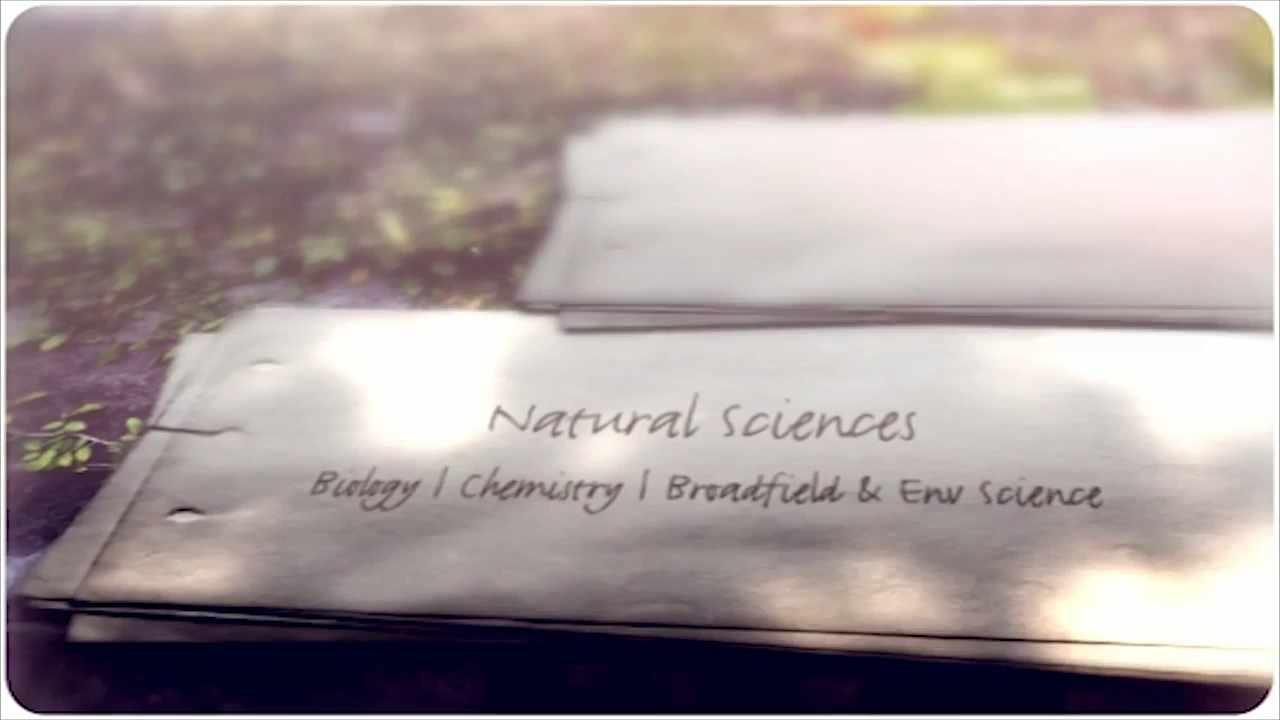 Natural Sciences
Biology | Chemistry | Broadfield & Env Science